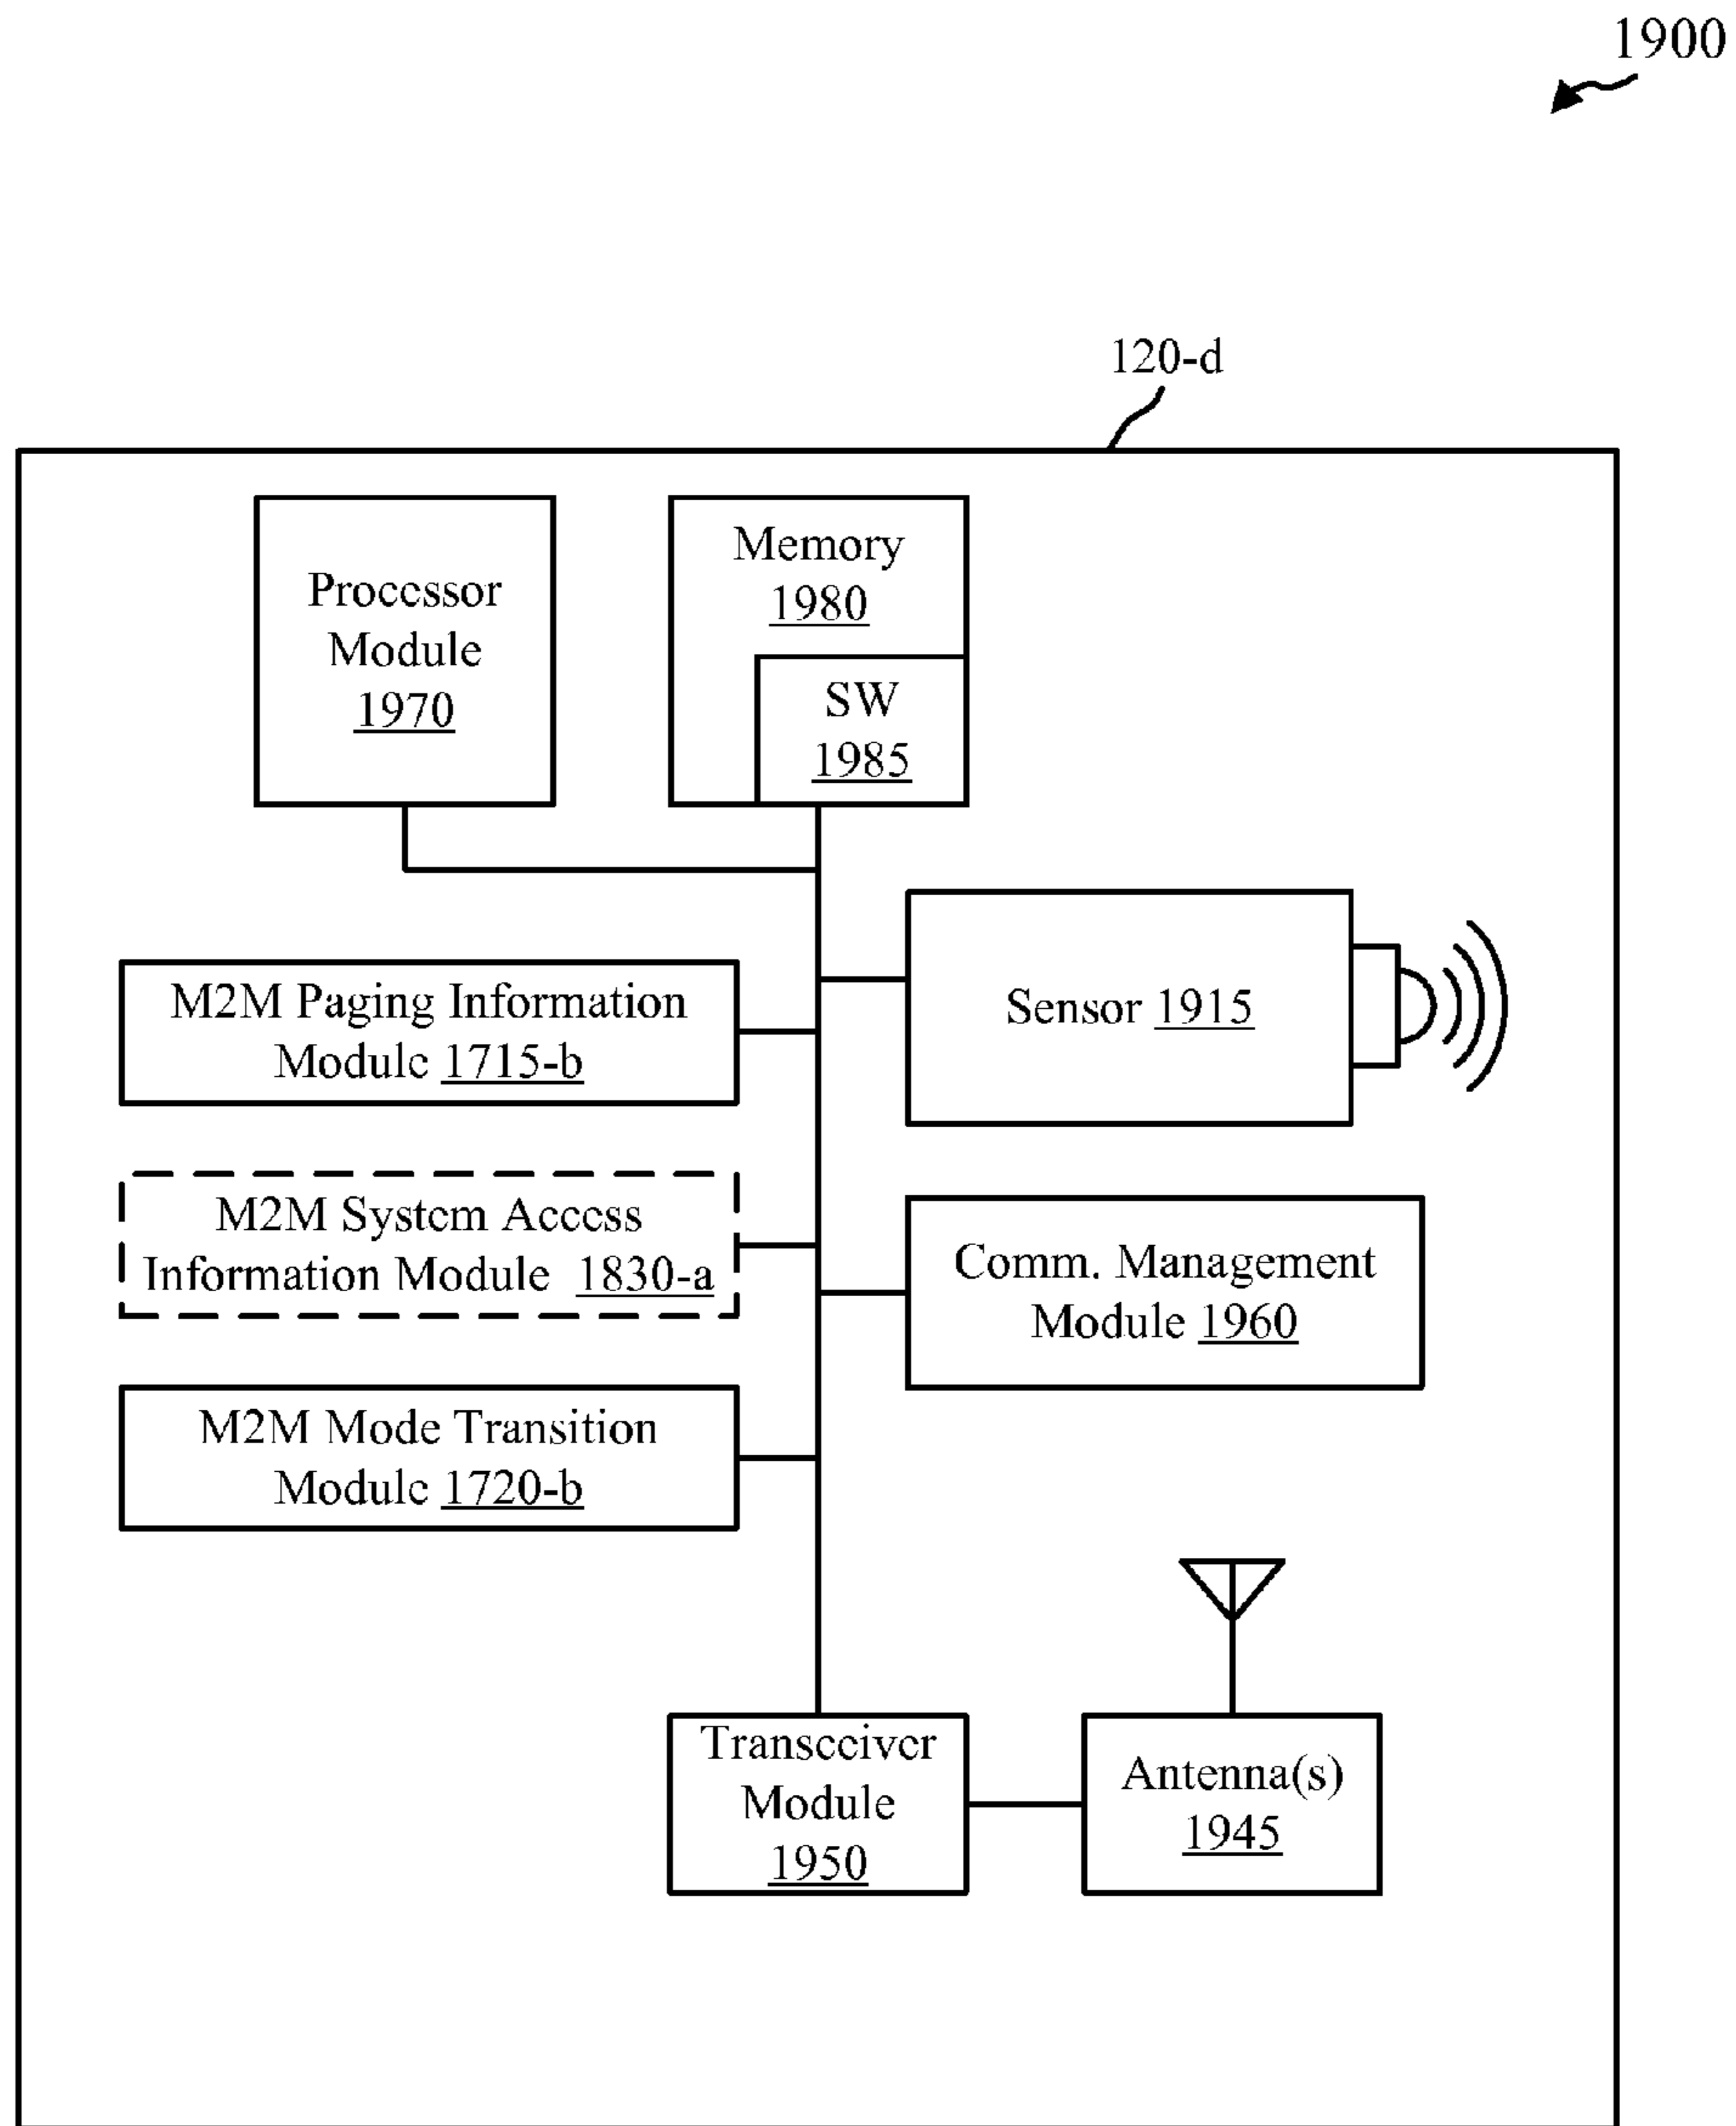 1900
120-d
Processor
Module
1970
Memory
1980
SW
1985
M2M Paging Information
Module 1715-b
Sensor 1915
M2M System Access
Information Module 1830-a
Comm. Management
Module 1960
M2M Mode Transition
Module 1720-b
Transceiver
Module
1950
Antenna(s)
1945